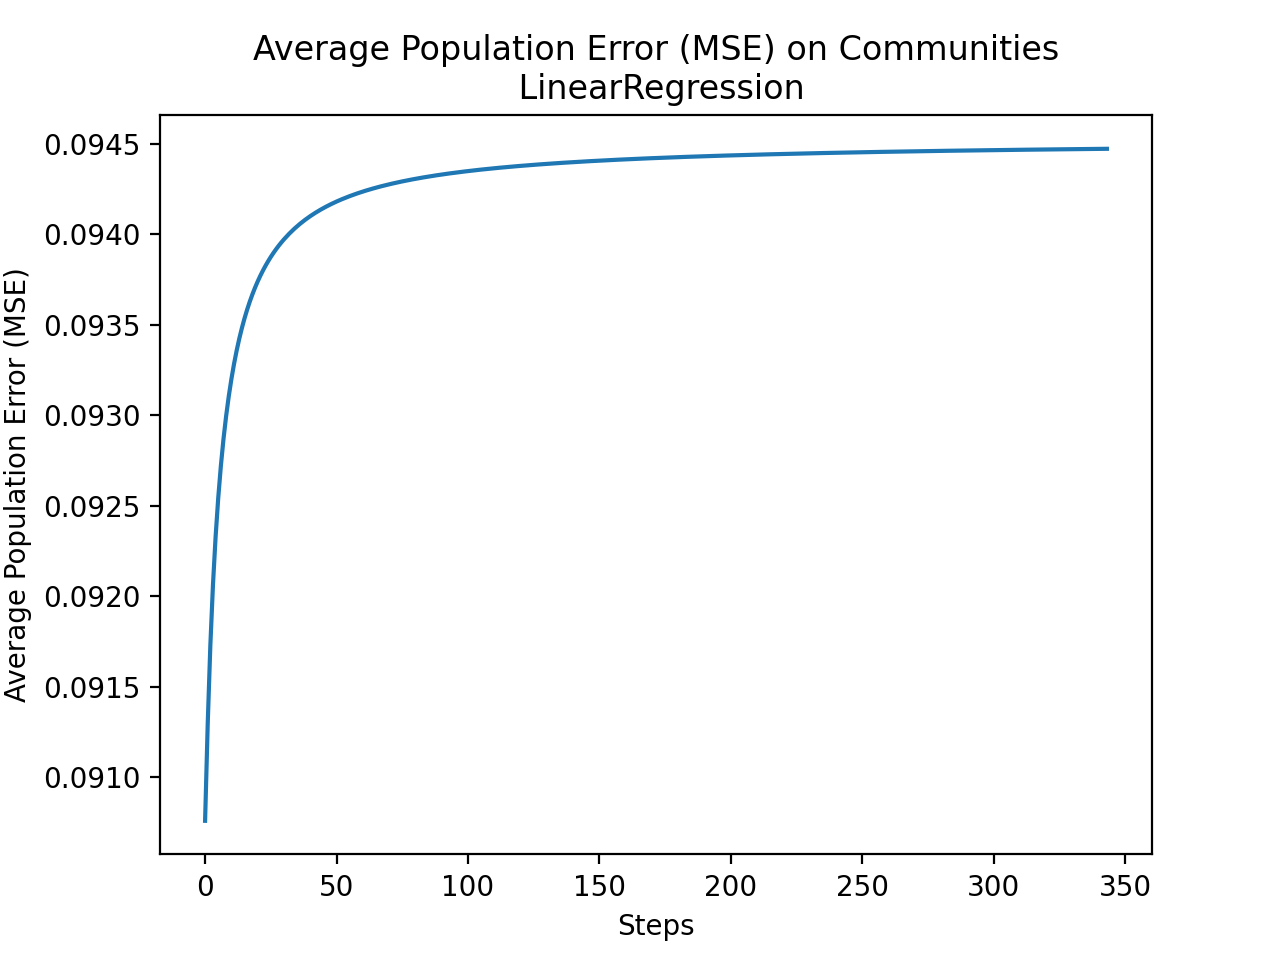 Average Population Error (MSE) on Communities
LinearRegression
Average Population Error (MSE)
0.0945
0.0940
0.0935
0.0930
0.0925
0.0920
0.0915
0.0910
0 50 100 150 200 250 300 350
Steps